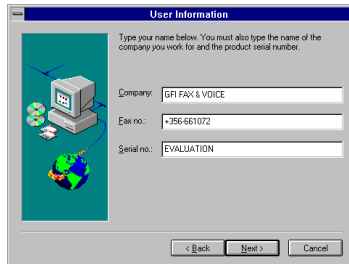 User Information
Type your name below. You must also type the name of the
company you work for and the product serial number.
Company: GFI FAX & VOICE
Fax no.: +356-661072
Serial no.: EVALUATION
< Back Next > Cancel